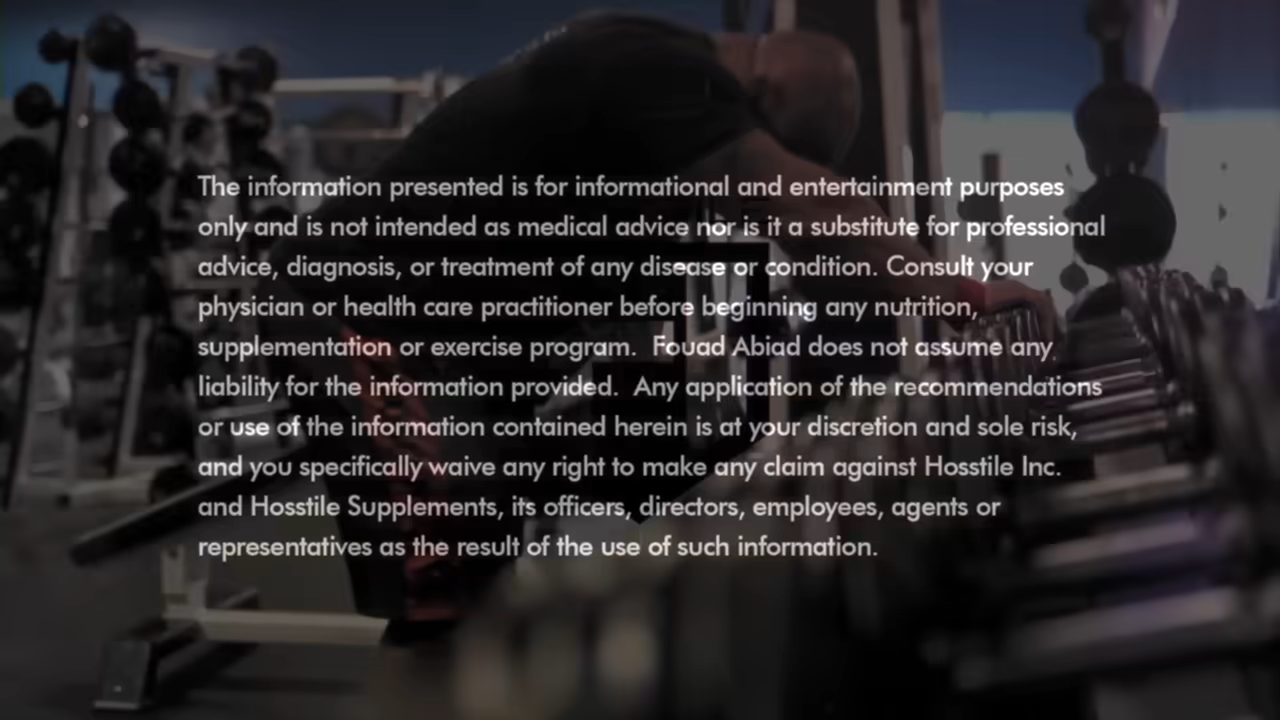 The information presented is for informational and entertainment purposes
only and is not intended as medical advice nor is it a substitute for professional
advice, diagnosis, or treatment of any disease or condition. Consult your
physician or health care practitioner before beginning any nutrition,
supplementation or exercise program.  Fouad Abiad does not assume any
liability for the information provided.  Any application of the recommendations
or use of the information contained herein is at your discretion and sole risk,
and you specifically waive any right to make any claim against Hosstile Inc.
and Hosstile Supplements, its officers, directors, employees, agents or
representatives as the result of the use of such information.